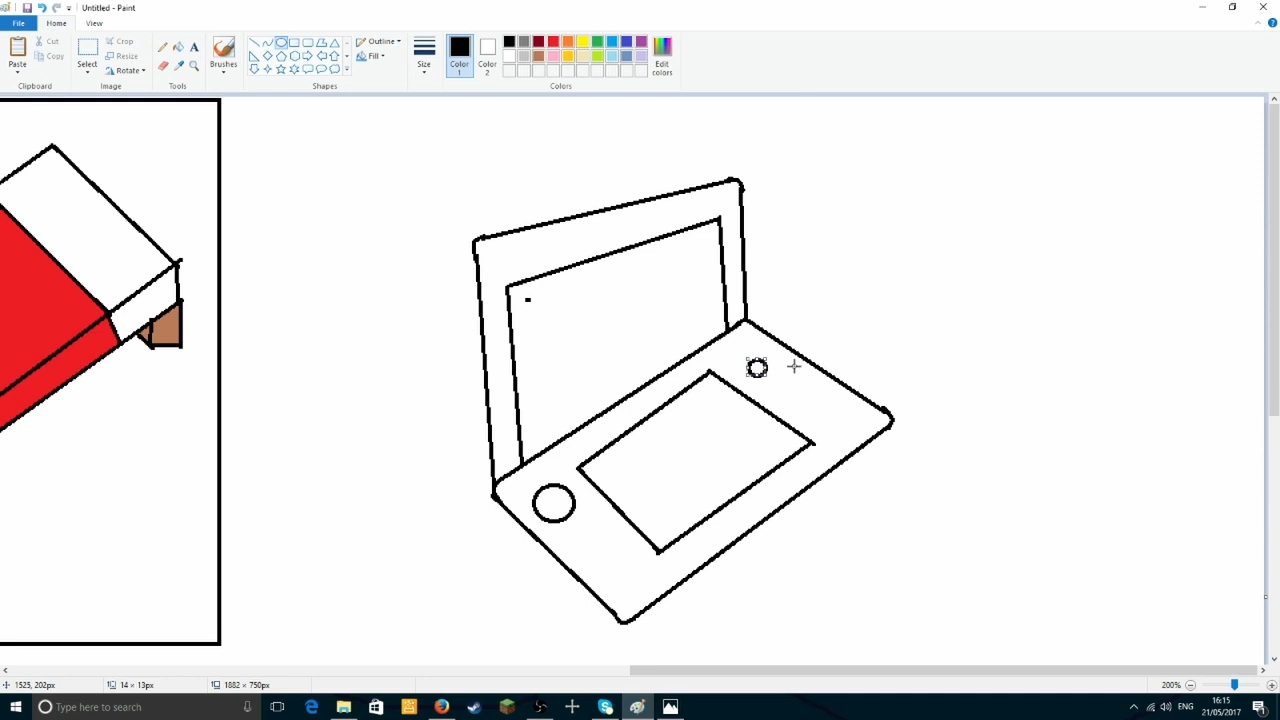 Untitled - Paint
File Home View
Paste
Cut
Copy
Clipboard
Select
Crop
Resize
Rotate
Image
A
Tools
Brushes
Outline
Fill
Shapes
Size
Color 1
Color 2
Edit colors
Colors
1525, 202px 14 × 13px 1882 × 750px 200%
Type here to search
16:15
21/05/2017